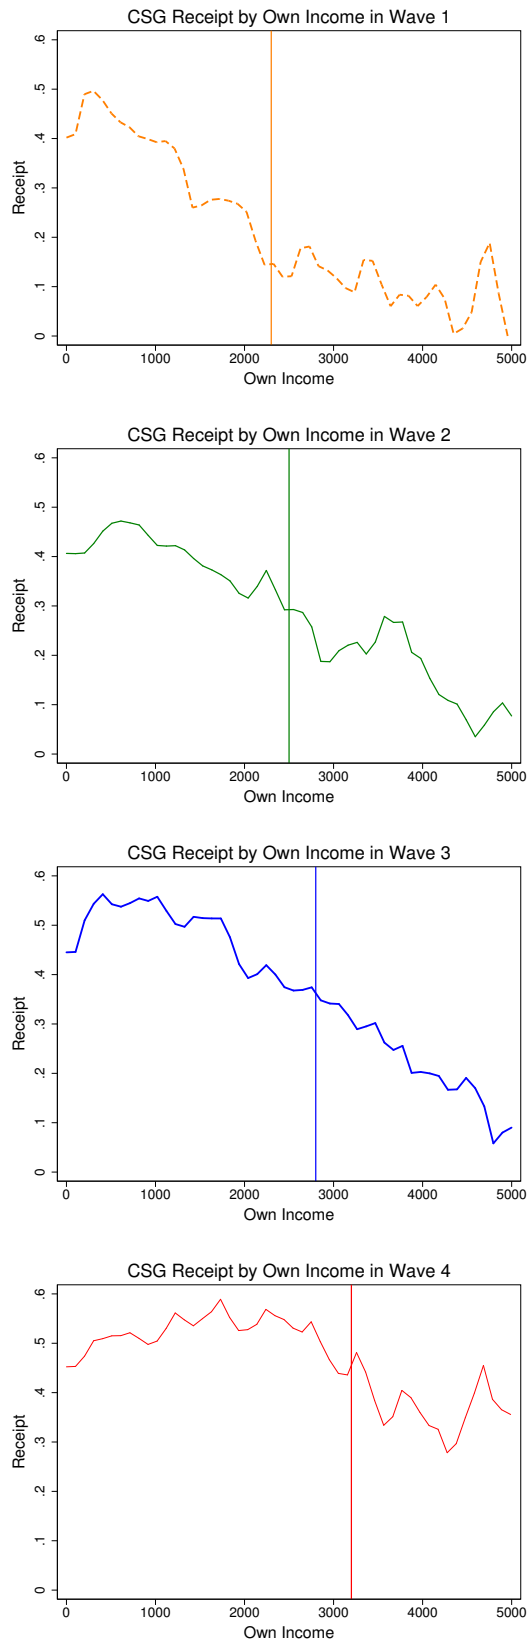 CSG Receipt by Own Income in Wave 1
.6
.5
.4
.3
.2
.1
0
Receipt
0 1000 2000 3000 4000 5000
Own Income
CSG Receipt by Own Income in Wave 2
.6
.5
.4
.3
.2
.1
0
Receipt
0 1000 2000 3000 4000 5000
Own Income
CSG Receipt by Own Income in Wave 3
.6
.5
.4
.3
.2
.1
0
Receipt
0 1000 2000 3000 4000 5000
Own Income
CSG Receipt by Own Income in Wave 4
.6
.5
.4
.3
.2
.1
0
Receipt
0 1000 2000 3000 4000 5000
Own Income